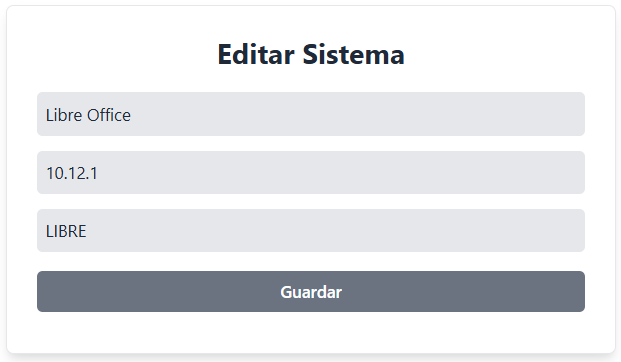 Editar Sistema
Libre Office
10.12.1
LIBRE
Guardar